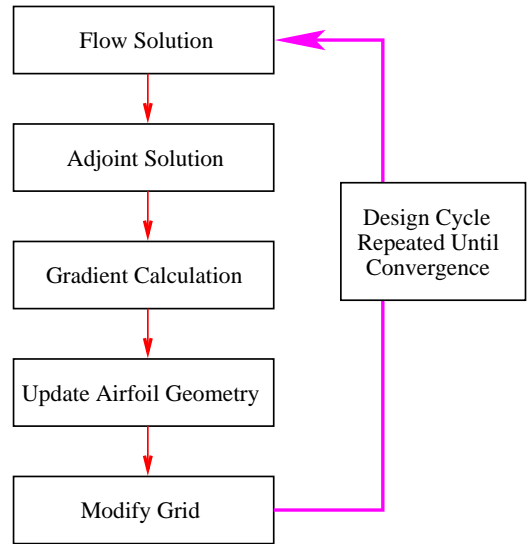 Flow Solution
Adjoint Solution
Gradient Calculation
Update Airfoil Geometry
Modify Grid
Design Cycle
Repeated Until
Convergence